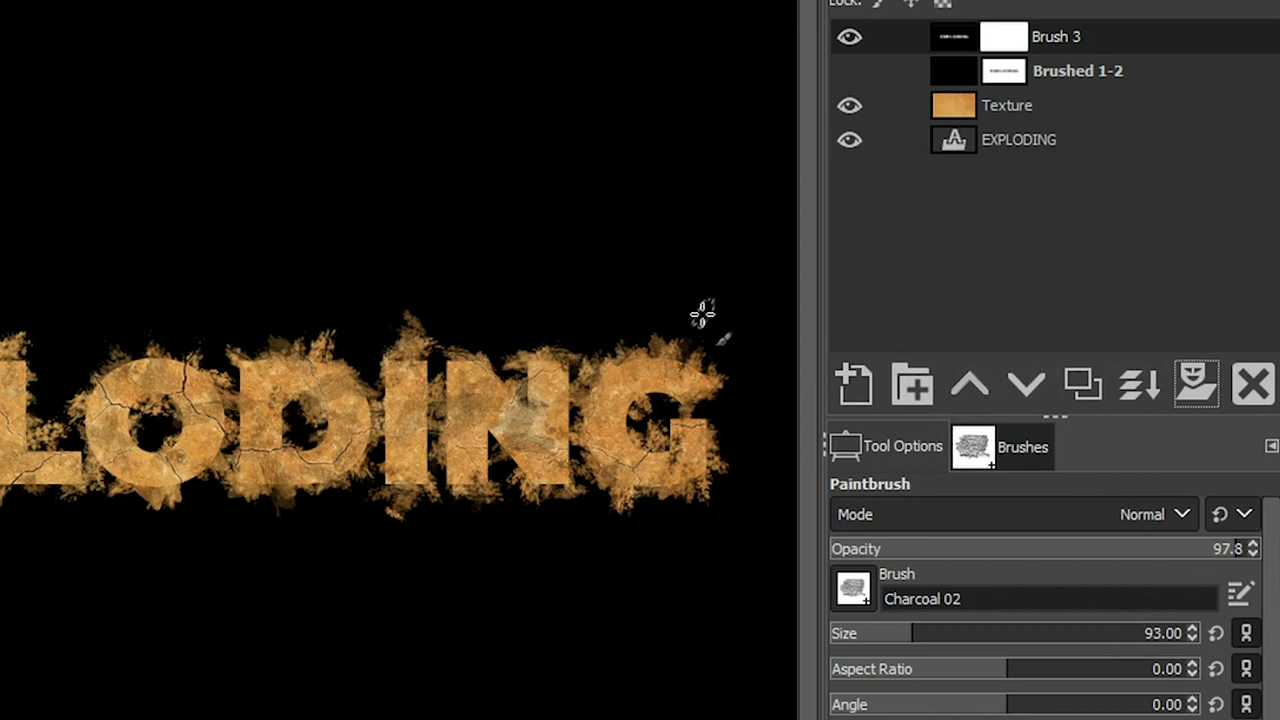 Lock:
Brush 3
Brushed 1-2
Texture
EXPLODING
LODING
Tool Options
Brushes
Paintbrush
Mode Normal
Opacity 97.8
Brush
Charcoal 02
Size 93.00
Aspect Ratio 0.00
Angle 0.00